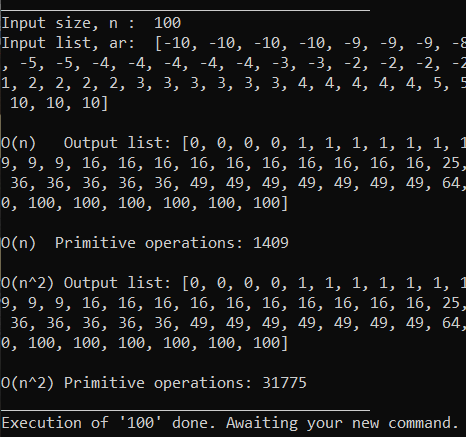 Input size, n :  100
Input list, ar:  [-10, -10, -10, -10, -9, -9, -9, -8
, -5, -5, -4, -4, -4, -4, -4, -3, -3, -2, -2, -2, -2
1, 2, 2, 2, 2, 3, 3, 3, 3, 3, 3, 4, 4, 4, 4, 4, 5, 5
 10, 10, 10]
O(n)   Output list: [0, 0, 0, 0, 1, 1, 1, 1, 1, 1, 1
9, 9, 9, 16, 16, 16, 16, 16, 16, 16, 16, 16, 16, 25,
 36, 36, 36, 36, 36, 49, 49, 49, 49, 49, 49, 49, 64,
0, 100, 100, 100, 100, 100, 100]
O(n)  Primitive operations: 1409
O(n^2) Output list: [0, 0, 0, 0, 1, 1, 1, 1, 1, 1, 1
9, 9, 9, 16, 16, 16, 16, 16, 16, 16, 16, 16, 16, 25,
 36, 36, 36, 36, 36, 49, 49, 49, 49, 49, 49, 49, 64,
0, 100, 100, 100, 100, 100, 100]
O(n^2) Primitive operations: 31775
Execution of '100' done. Awaiting your new command.